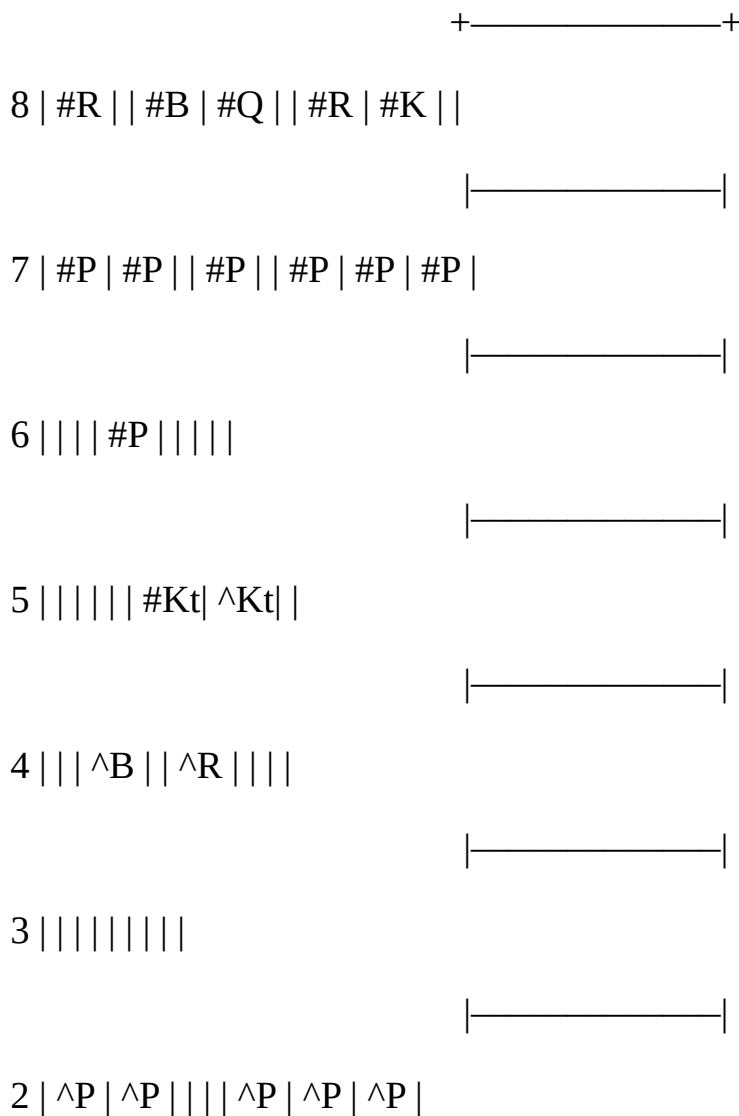 +———————+
8 | #R | | #B | #Q | | #R | #K | |
|———————|
7 | #P | #P | | #P | | #P | #P | #P |
|———————|
6 | | | | #P | | | | |
|———————|
5 | | | | | | #Kt| ^Kt| |
|———————|
4 | | | ^B | | ^R | | | |
|———————|
3 | | | | | | | | |
|———————|
2 | ^P | ^P | | | | ^P | ^P | ^P |